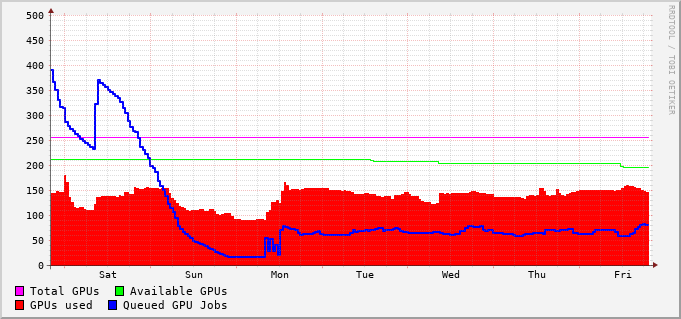 500
450
400
350
300
250
200
150
100
50
0
Sat Sun Mon Tue Wed Thu Fri
Total GPUs Available GPUs
GPUs used Queued GPU Jobs
RRDTOOL / TOBI OETIKER